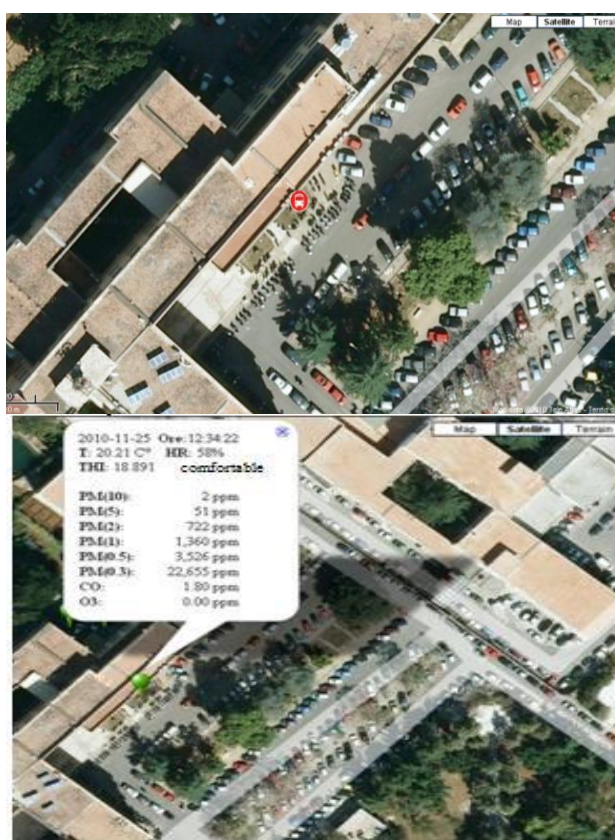 Map Satellite Terrain
2010-11-25 Ore:12:34:22
T: 20.21 C° HR: 58%
THI: 18.891 comfortable
PM(10): 2 ppm
PM(5): 51 ppm
PM(2): 722 ppm
PM(1): 1,360 ppm
PM(0.5): 3,526 ppm
PM(0.3): 22,655 ppm
CO: 1.80 ppm
O3: 0.00 ppm
Map Satellite Terrain